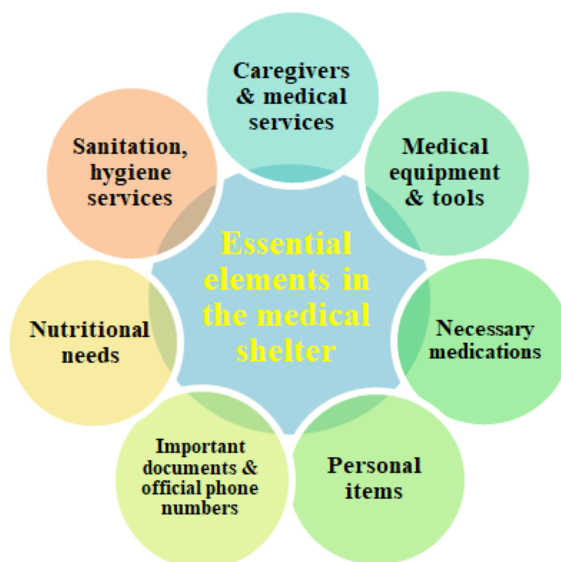 Caregivers
& medical
services
Medical
equipment
& tools
Necessary
medications
Personal
items
Important
documents &
official phone
numbers
Nutritional
needs
Sanitation,
hygiene
services
Essential
elements in
the medical
shelter